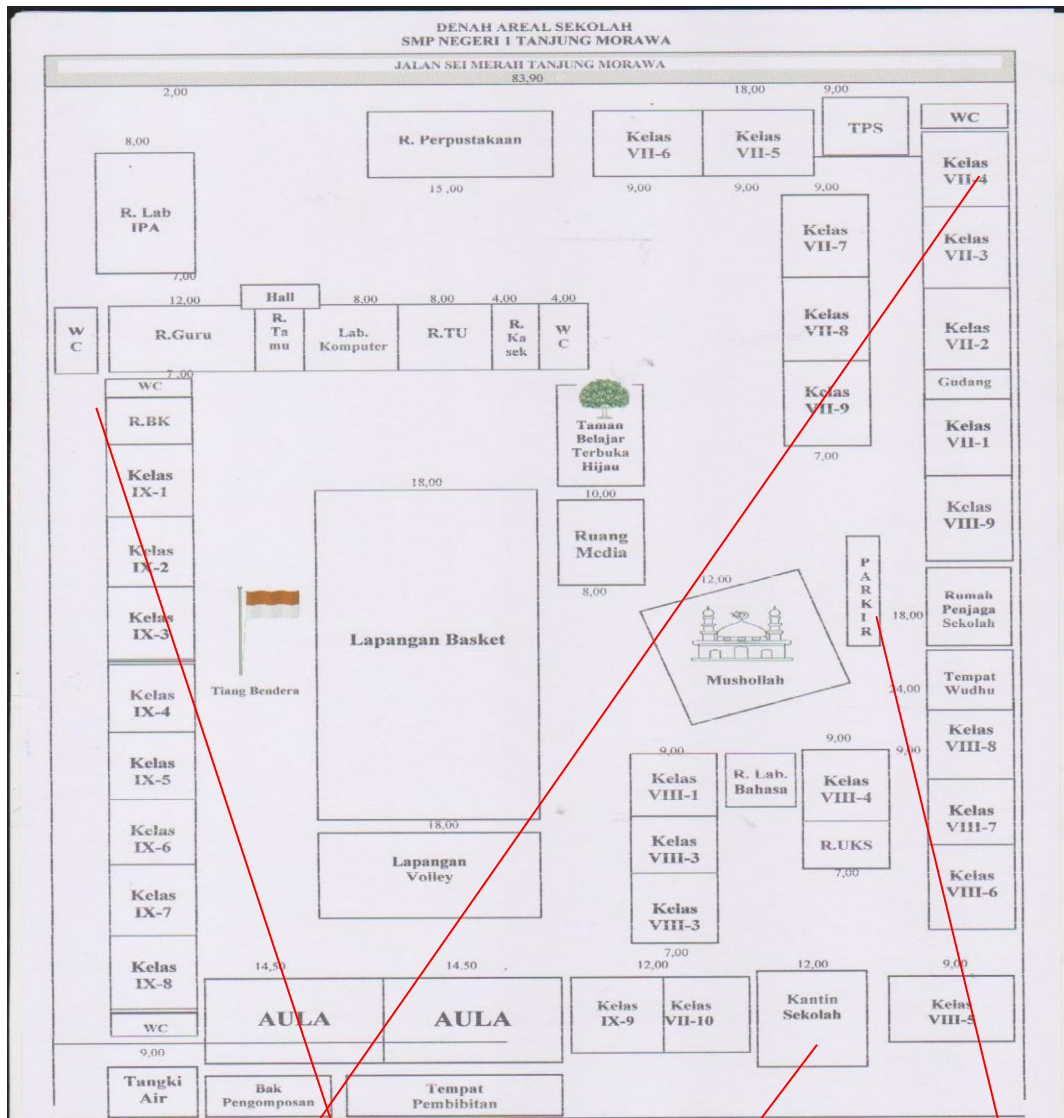 DENAH AREAL SEKOLAH
SMP NEGERI 1 TANJUNG MORAWA
JALAN SEI MERAH TANJUNG MORAWA
83,90
2,00
18,00
9,00
R. Perpustakaan
Kelas
VII-6
Kelas
VII-5
TPS
WC
8,00
15 ,00
9,00
9,00
9,00
Kelas
VII-4
R. Lab
IPA
7,00
Kelas
VII-7
Kelas
VII-3
12,00
Hall
8,00
8,00
4,00
4,00
W
C
R.Guru
R.
Ta
mu
Lab.
Komputer
R.TU
R.
Ka
sek
W
C
Kelas
VII-8
Kelas
VII-2
7 ,00
WC
Gudang
R.BK
Taman
Belajar
Terbuka
Hijau
Kelas
VII-9
Kelas
VII-1
7,00
Kelas
IX-1
18,00
10,00
Kelas
VIII-9
Kelas
IX-2
Ruang
Media
8,00
P
A
R
K
I
R
12,00
Kelas
IX-3
Lapangan Basket
18,00
Rumah
Penjaga
Sekolah
Tiang Bendera
Mushollah
24,00
Tempat
Wudhu
Kelas
IX-4
Kelas
VIII-8
9,00
9,00
9,00
Kelas
IX-5
Kelas
VIII-1
R. Lab.
Bahasa
Kelas
VIII-4
Kelas
VIII-7
18,00
Kelas
IX-6
Lapangan
Volley
Kelas
VIII-3
R.UKS
7,00
Kelas
VIII-6
Kelas
IX-7
Kelas
VIII-3
7,00
Kelas
IX-8
14,50
14.50
12,00
12,00
9,00
AULA
AULA
Kelas
IX-9
Kelas
VII-10
Kantin
Sekolah
Kelas
VIII-5
WC
9,00
Tangki
Air
Bak
Pengomposan
Tempat
Pembibitan